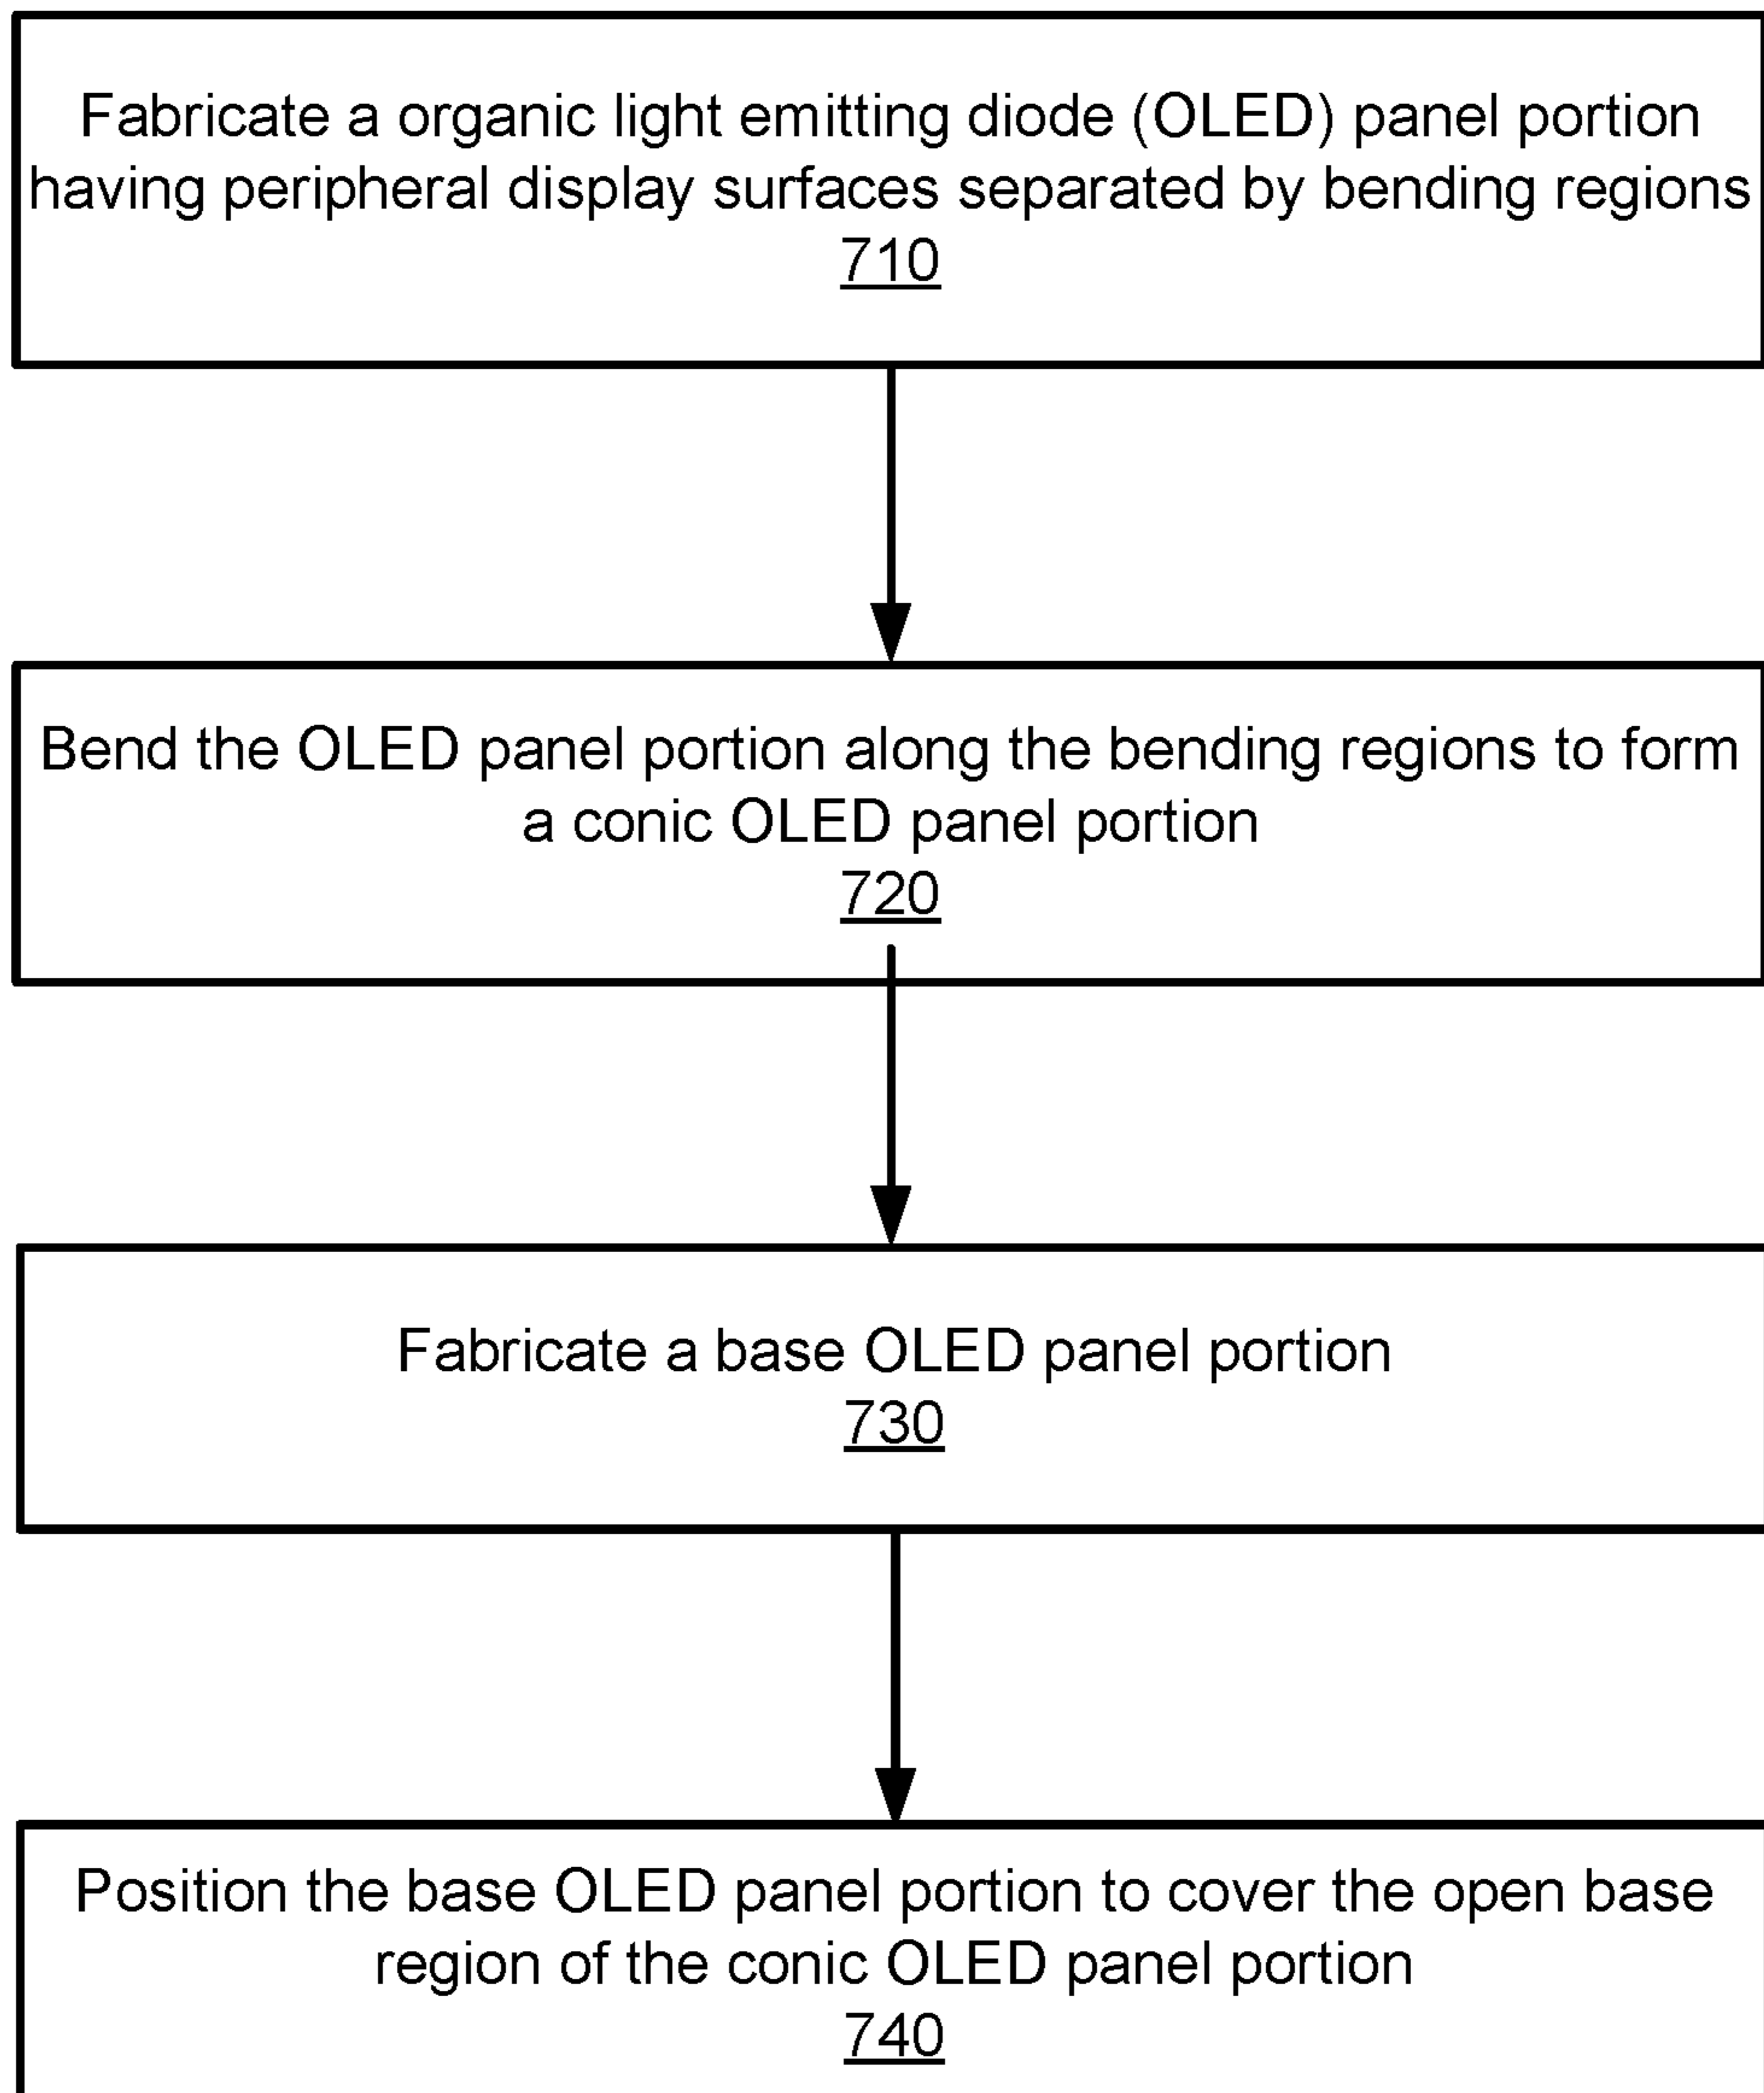 Fabricate a organic light emitting diode (OLED) panel portion
having peripheral display surfaces separated by bending regions
710
Bend the OLED panel portion along the bending regions to form
a conic OLED panel portion
720
Fabricate a base OLED panel portion
730
Position the base OLED panel portion to cover the open base
region of the conic OLED panel portion
740